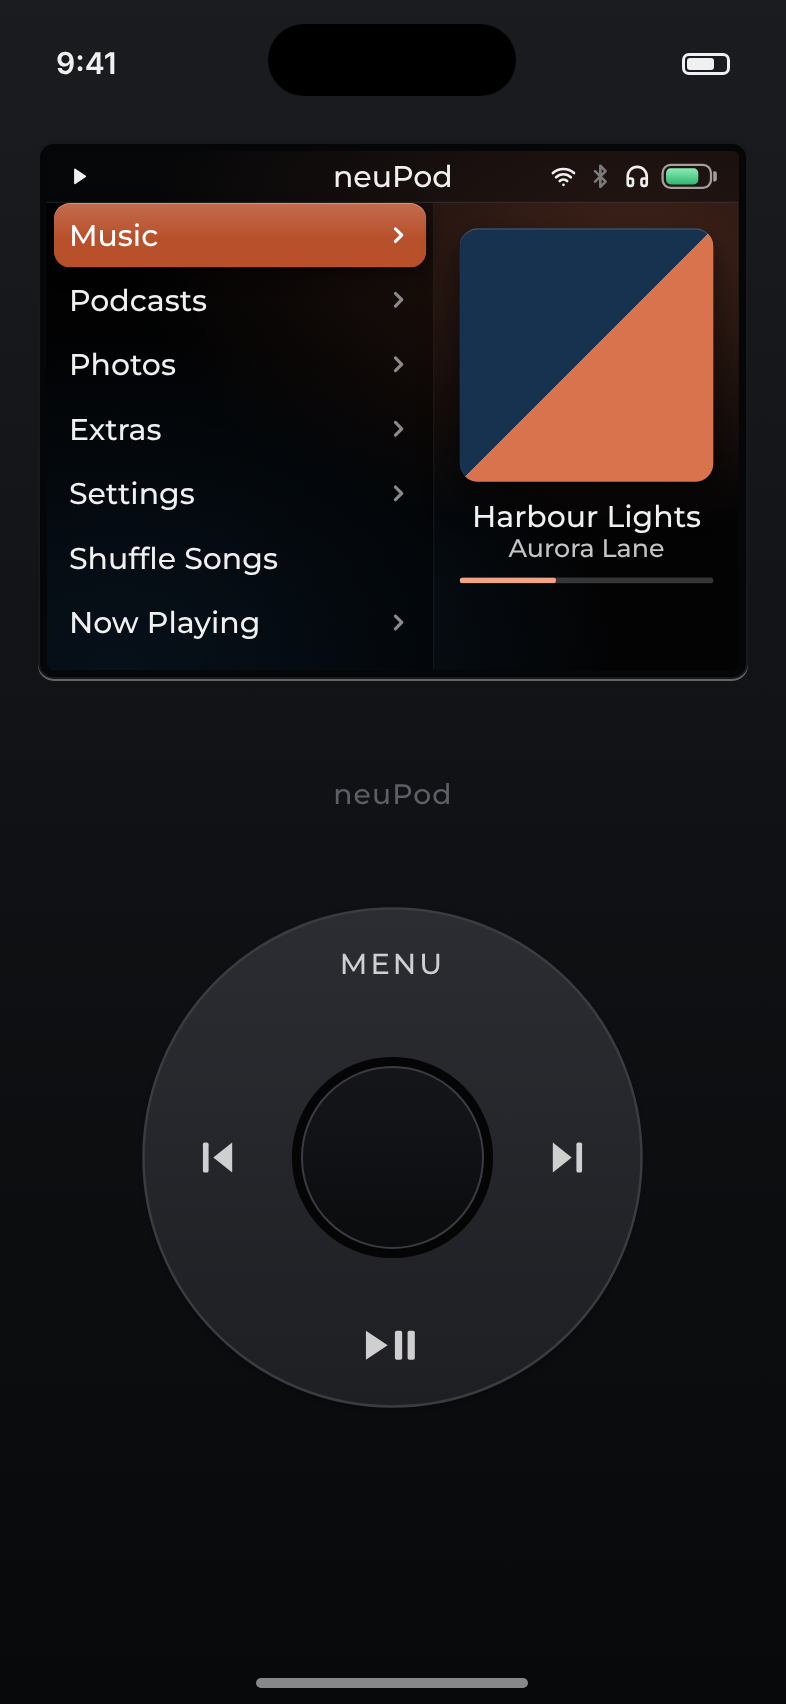 9:41
neuPod
Music
Podcasts
Photos
Extras
Settings
Shuffle Songs
Now Playing
Harbour Lights
Aurora Lane
neuPod
MENU